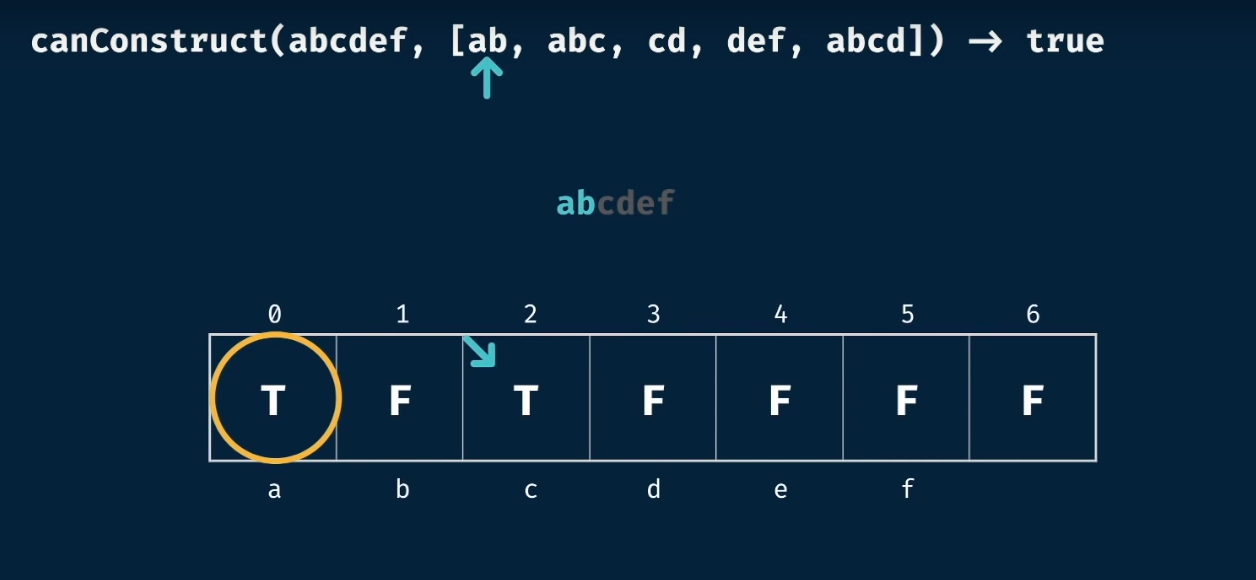 canConstruct(abcdef, [ab, abc, cd, def, abcd]) → true
abcdef
0 1 2 3 4 5 6
T F T F F F F
a b c d e f